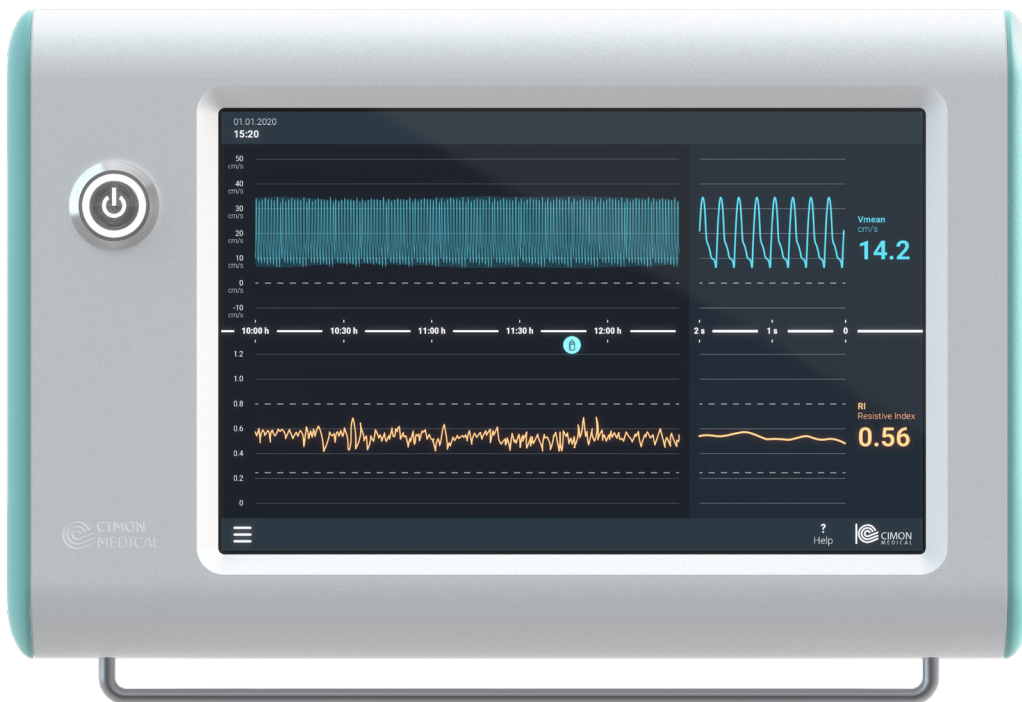 01.01.2020
15:20
50
cm/s
40
cm/s
30
cm/s
20
cm/s
10
cm/s
0
cm/s
-10
cm/s
Vmean
cm/s
14.2
10:00 h 10:30 h 11:00 h 11:30 h 12:00 h 2 s 1 s 0
1.2
1.0
0.8
0.6
0.4
0.2
0
RI
Resistive Index
0.56
CIMON
MEDICAL
?
Help
CIMON
MEDICAL